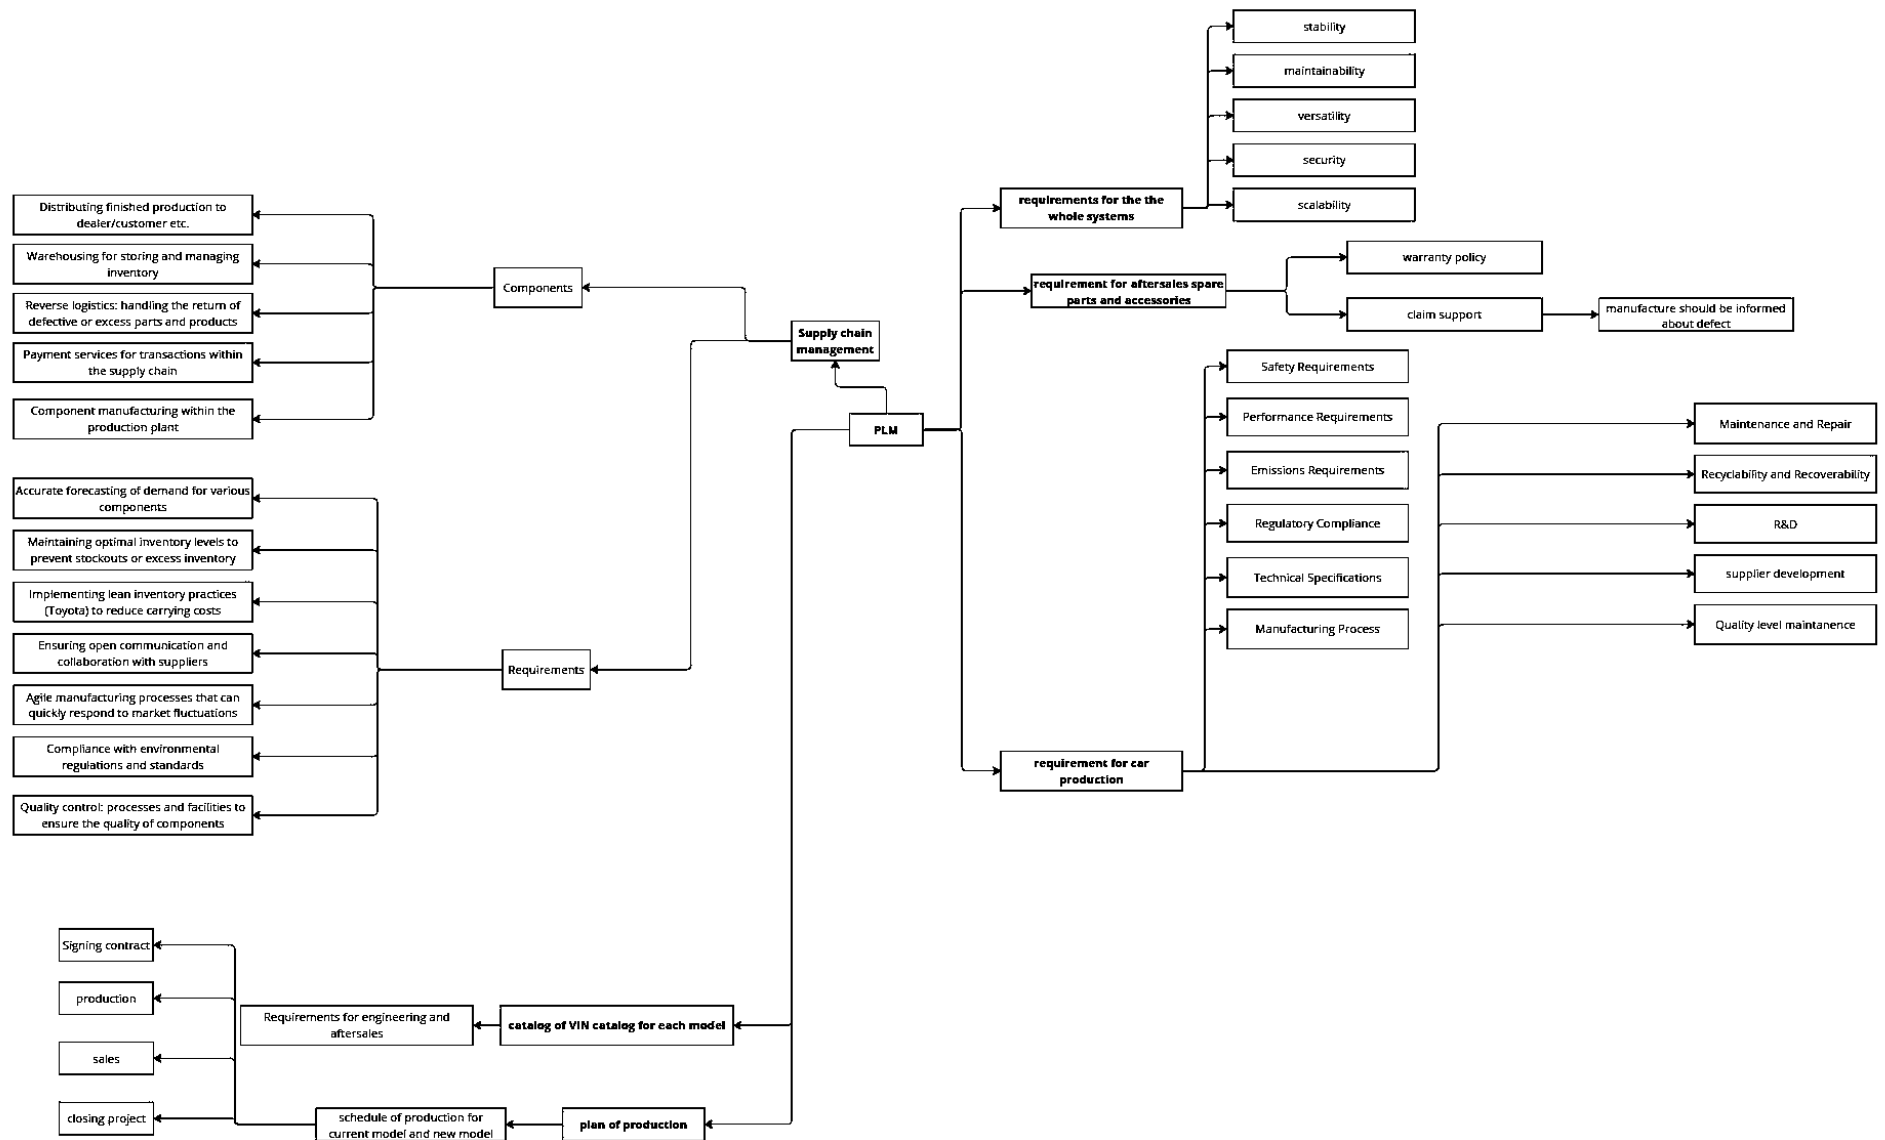 stability
maintainability
versatility
security
scalability
requirements for the the
whole systems
warranty policy
requirement for aftersales spare
parts and accessories
claim support
manufacture should be informed
about defect
Distributing finished production to
dealer/customer etc.
Warehousing for storing and managing
inventory
Reverse logistics: handling the return of
defective or excess parts and products
Payment services for transactions within
the supply chain
Component manufacturing within the
production plant
Components
Supply chain
management
PLM
Safety Requirements
Performance Requirements
Emissions Requirements
Regulatory Compliance
Technical Specifications
Manufacturing Process
Maintenance and Repair
Recyclability and Recoverability
R&D
supplier development
Quality level maintanence
requirement for car
production
Accurate forecasting of demand for various
components
Maintaining optimal inventory levels to
prevent stockouts or excess inventory
Implementing lean inventory practices
(Toyota) to reduce carrying costs
Ensuring open communication and
collaboration with suppliers
Agile manufacturing processes that can
quickly respond to market fluctuations
Compliance with environmental
regulations and standards
Quality control: processes and facilities to
ensure the quality of components
Requirements
Signing contract
production
sales
closing project
Requirements for engineering and
aftersales
catalog of VIN catalog for each model
schedule of production for
current model and new model
plan of production